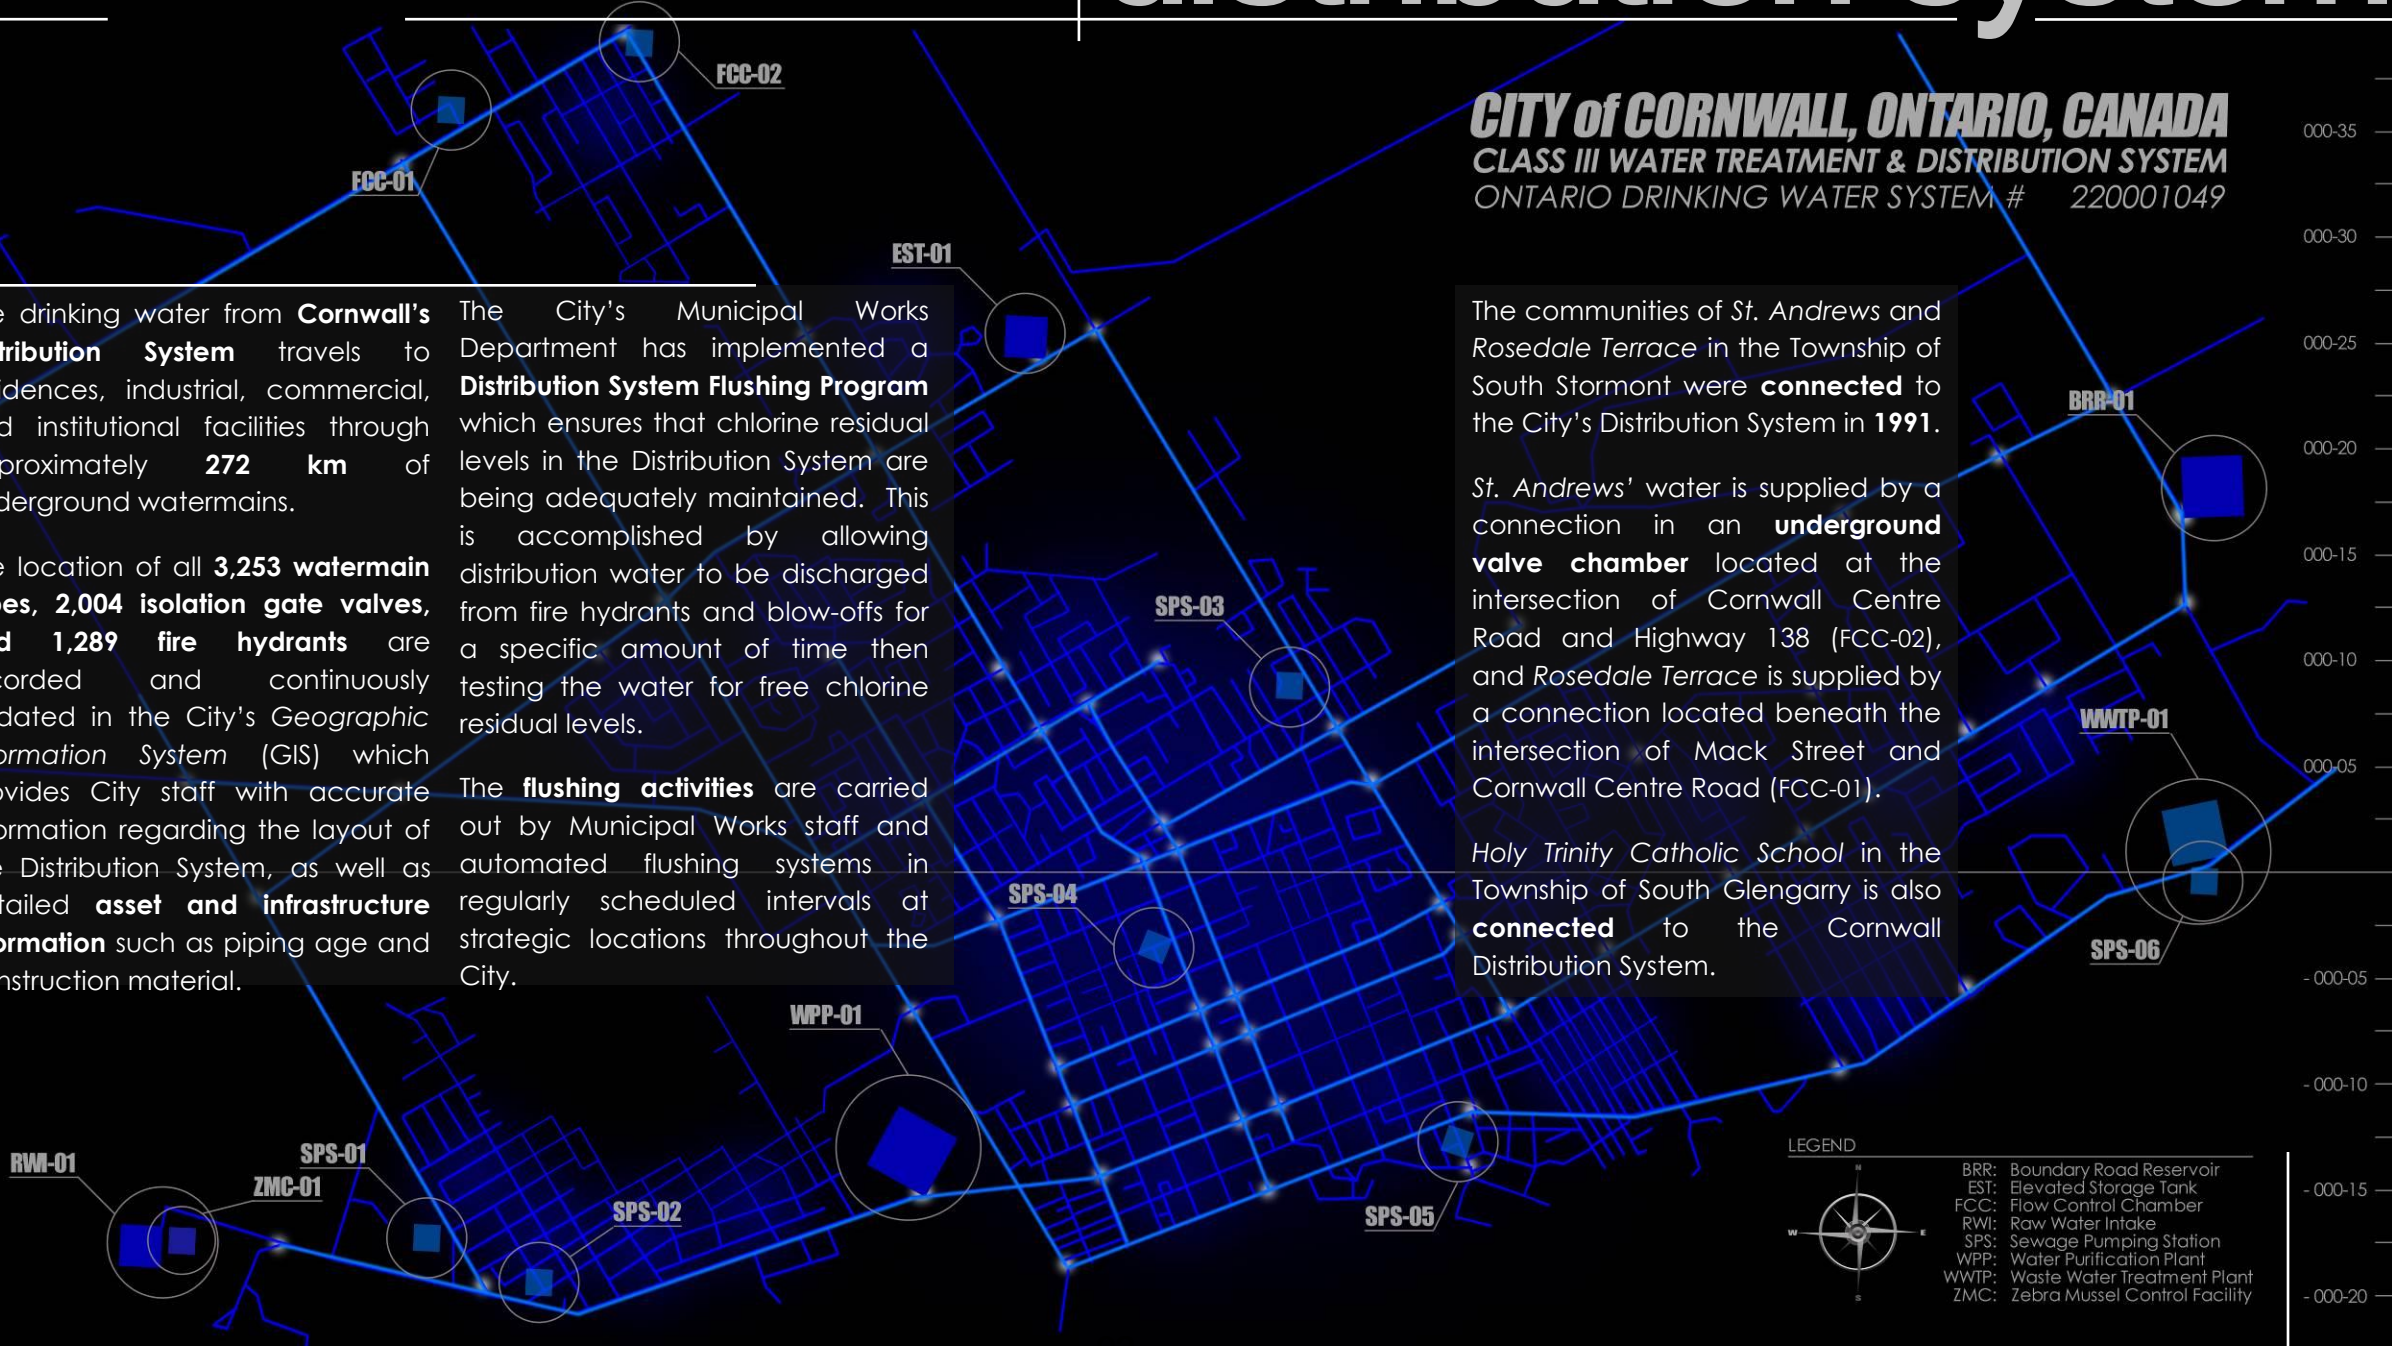 distribution system
FCC-02
FCC-01
CITY of CORNWALL, ONTARIO, CANADA
CLASS III WATER TREATMENT & DISTRIBUTION SYSTEM
ONTARIO DRINKING WATER SYSTEM # 220001049
EST-01
drinking water from Cornwall's
System travels to
industrial, commercial,
institutional facilities through
272 km of
watermains.
location of all 3,253 watermain
2,004 isolation gate valves,
1,289 fire hydrants are
and continuously
in the City's Geographic
System (GIS) which
City staff with accurate
regarding the layout of
Distribution System, as well as
asset and infrastructure
such as piping age and
material.
The City's Municipal Works
Department has implemented a
Distribution System Flushing Program
which ensures that chlorine residual
levels in the Distribution System are
being adequately maintained. This
is accomplished by allowing
distribution water to be discharged
from fire hydrants and blow-offs for
a specific amount of time then
testing the water for free chlorine
residual levels.
The flushing activities are carried
out by Municipal Works staff and
automated flushing systems in
regularly scheduled intervals at
strategic locations throughout the
City.
The communities of St. Andrews and
Rosedale Terrace in the Township of
South Stormont were connected to
the City's Distribution System in 1991.
St. Andrews' water is supplied by a
connection in an underground
valve chamber located at the
intersection of Cornwall Centre
Road and Highway 138 (FCC-02),
and Rosedale Terrace is supplied by
a connection located beneath the
intersection of Mack Street and
Cornwall Centre Road (FCC-01).
Holy Trinity Catholic School in the
Township of South Glengarry is also
connected to the Cornwall
Distribution System.
BRR-01
SPS-03
WWTP-01
SPS-04
SPS-06
WPP-01
RWI-01
ZMC-01
SPS-01
SPS-02
SPS-05
000-35
000-30
000-25
000-20
000-15
000-10
000-05
- 000-05
- 000-10
- 000-15
- 000-20
LEGEND
N
W
E
S
BRR: Boundary Road Reservoir
EST: Elevated Storage Tank
FCC: Flow Control Chamber
RWI: Raw Water Intake
SPS: Sewage Pumping Station
WPP: Water Purification Plant
WWTP: Waste Water Treatment Plant
ZMC: Zebra Mussel Control Facility